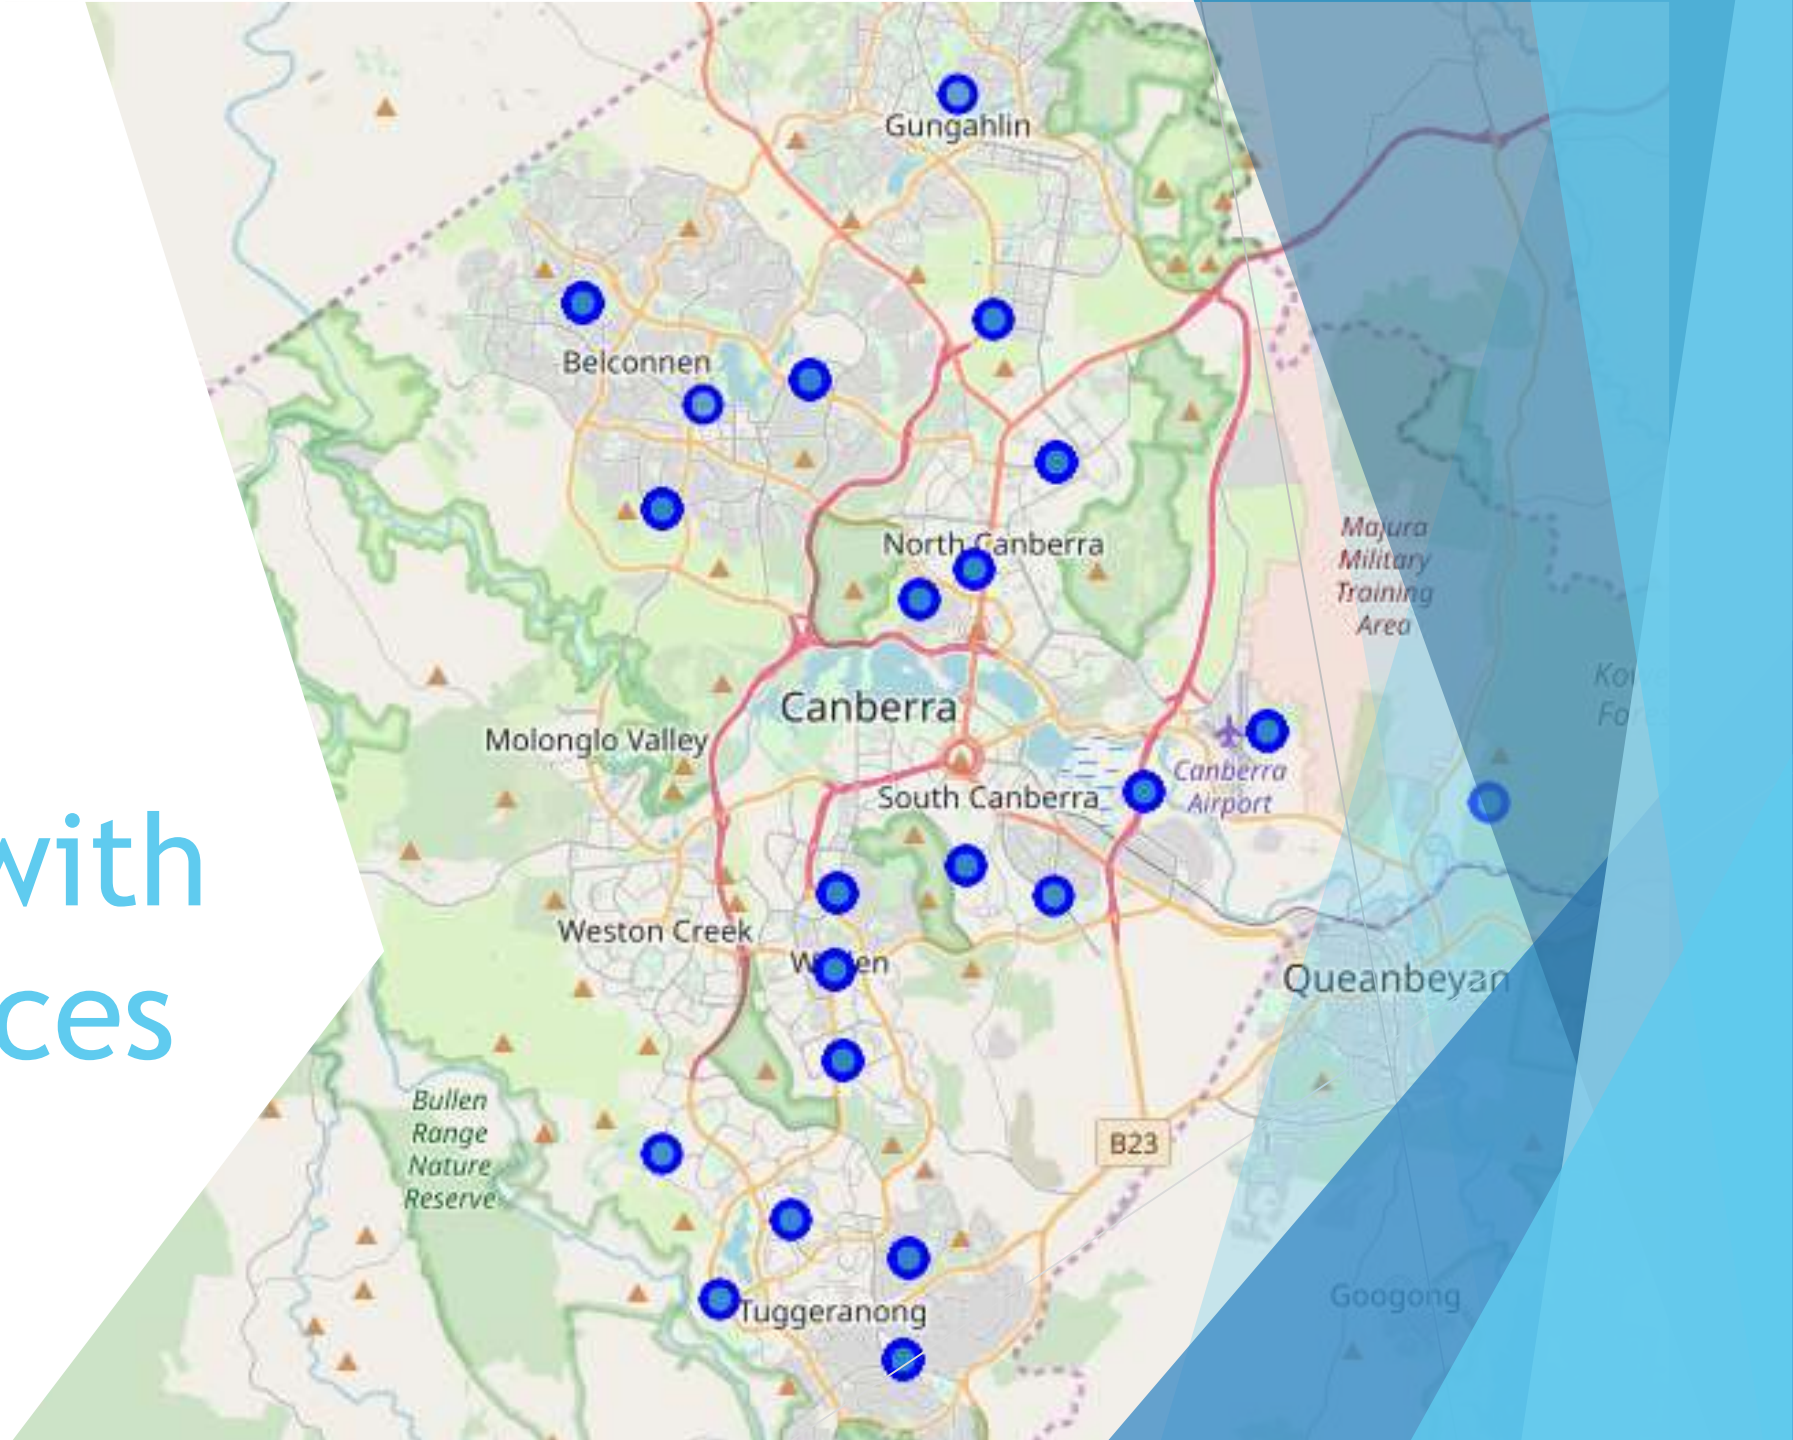 Gungahlin
Belconnen
North Canberra
Majura
Military
Training
Area
Canberra
Molonglo Valley
Canberra
Airport
South Canberra
with
Weston Creek
Queanbeyan
ces
Bullen
Range
Nature
Reserve
B23
Googong
Tuggeranong